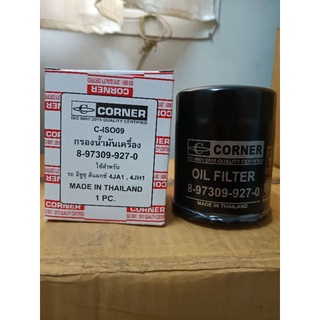 CORNER
ISO 9001:2015 QUALITY CERTIFIED
C-ISO09
กรองน้ำมันเครื่อง
8-97309-927-0
ใช้สำหรับ
รถ อีซูซุ ดีแมกซ์ 4JA1 , 4JH1
MADE IN THAILAND
1 PC.
CORNER
ISO 9001:2015 QUALITY CERTIFIED
OIL FILTER
8-97309-927-0
MADE IN THAILAND